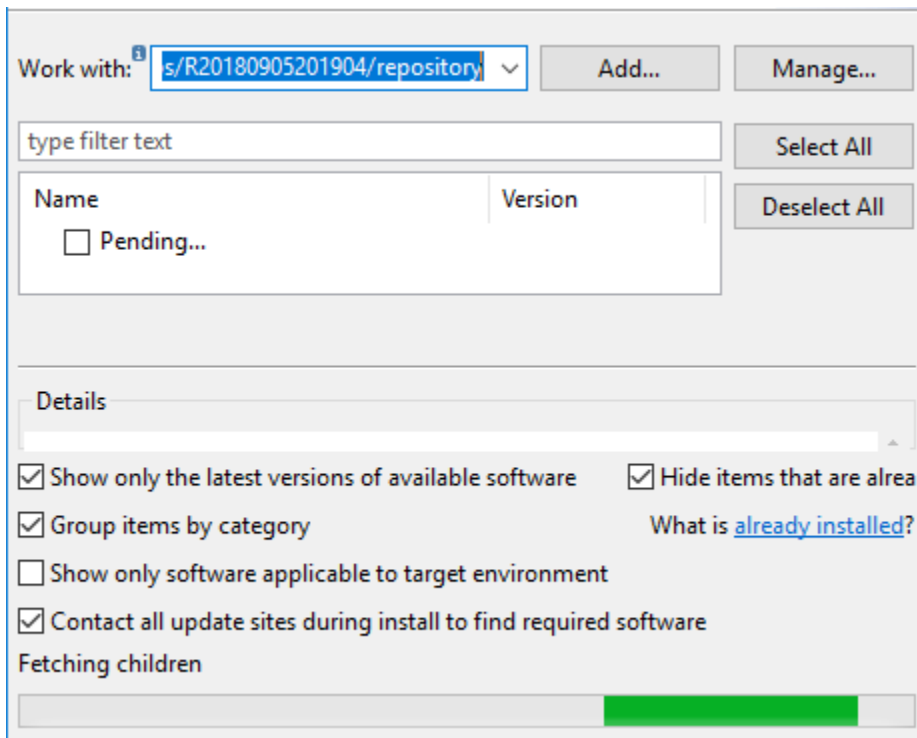 Work with: s/R20180905201904/repository Add... Manage...
type filter text Select All
Name Version Deselect All
Pending...
Details
Show only the latest versions of available software Hide items that are alrea
Group items by category What is already installed?
Show only software applicable to target environment
Contact all update sites during install to find required software
Fetching children